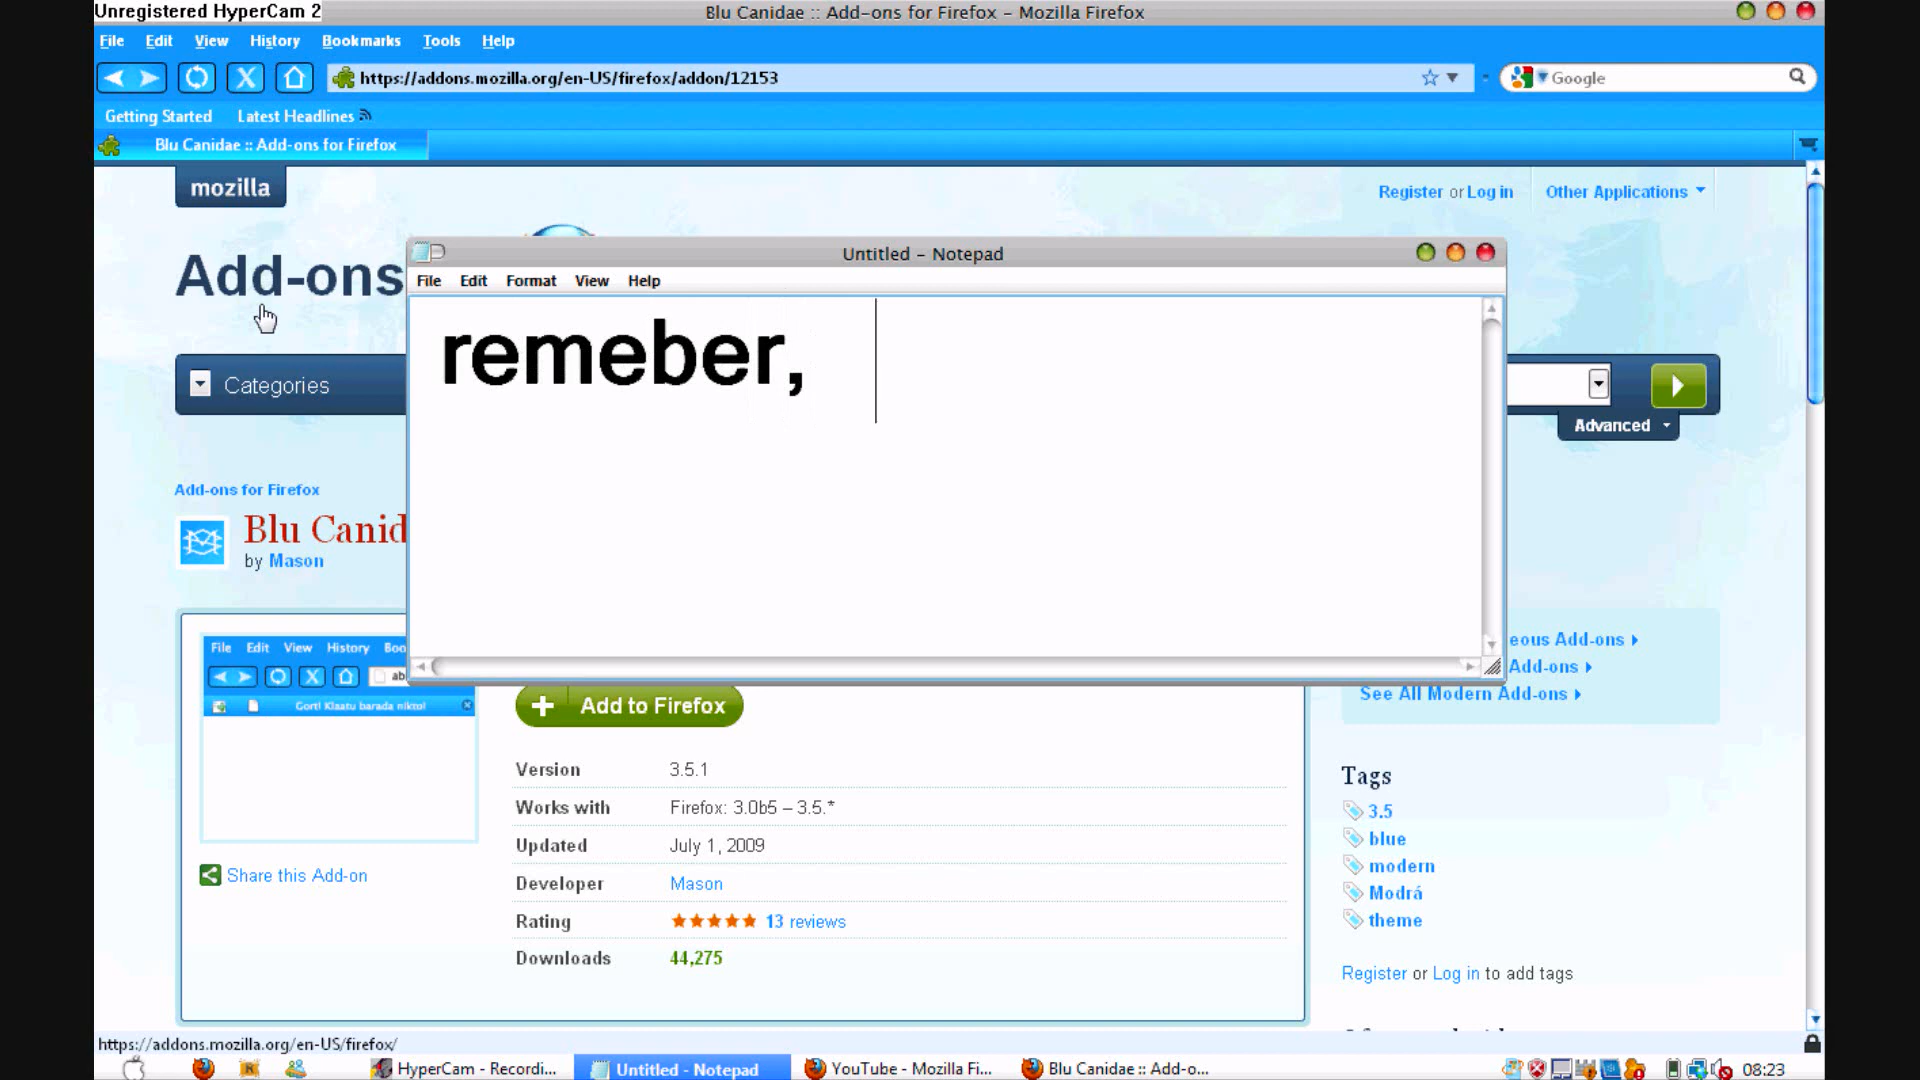 Unregistered HyperCam 2
Blu Canidae :: Add-ons for Firefox - Mozilla Firefox
File Edit View History Bookmarks Tools Help
https://addons.mozilla.org/en-US/firefox/addon/12153
Google
Getting Started Latest Headlines
Blu Canidae :: Add-ons for Firefox
mozilla
Register or Log in Other Applications
Add-ons
Untitled - Notepad
File Edit Format View Help
remeber,
Categories
Advanced
Add-ons for Firefox
Blu Canid
by Mason
File Edit View History Boo
ab
Gort! Klaatu barada nikto!
eous Add-ons
Add-ons
See All Modern Add-ons
Add to Firefox
Version 3.5.1
Works with Firefox: 3.0b5 – 3.5.*
Updated July 1, 2009
Developer Mason
Rating 13 reviews
Downloads 44,275
Share this Add-on
Tags
3.5
blue
modern
Modrá
theme
Register or Log in to add tags
https://addons.mozilla.org/en-US/firefox/
HyperCam - Recordi... Untitled - Notepad YouTube - Mozilla Fi... Blu Canidae :: Add-o... 08:23